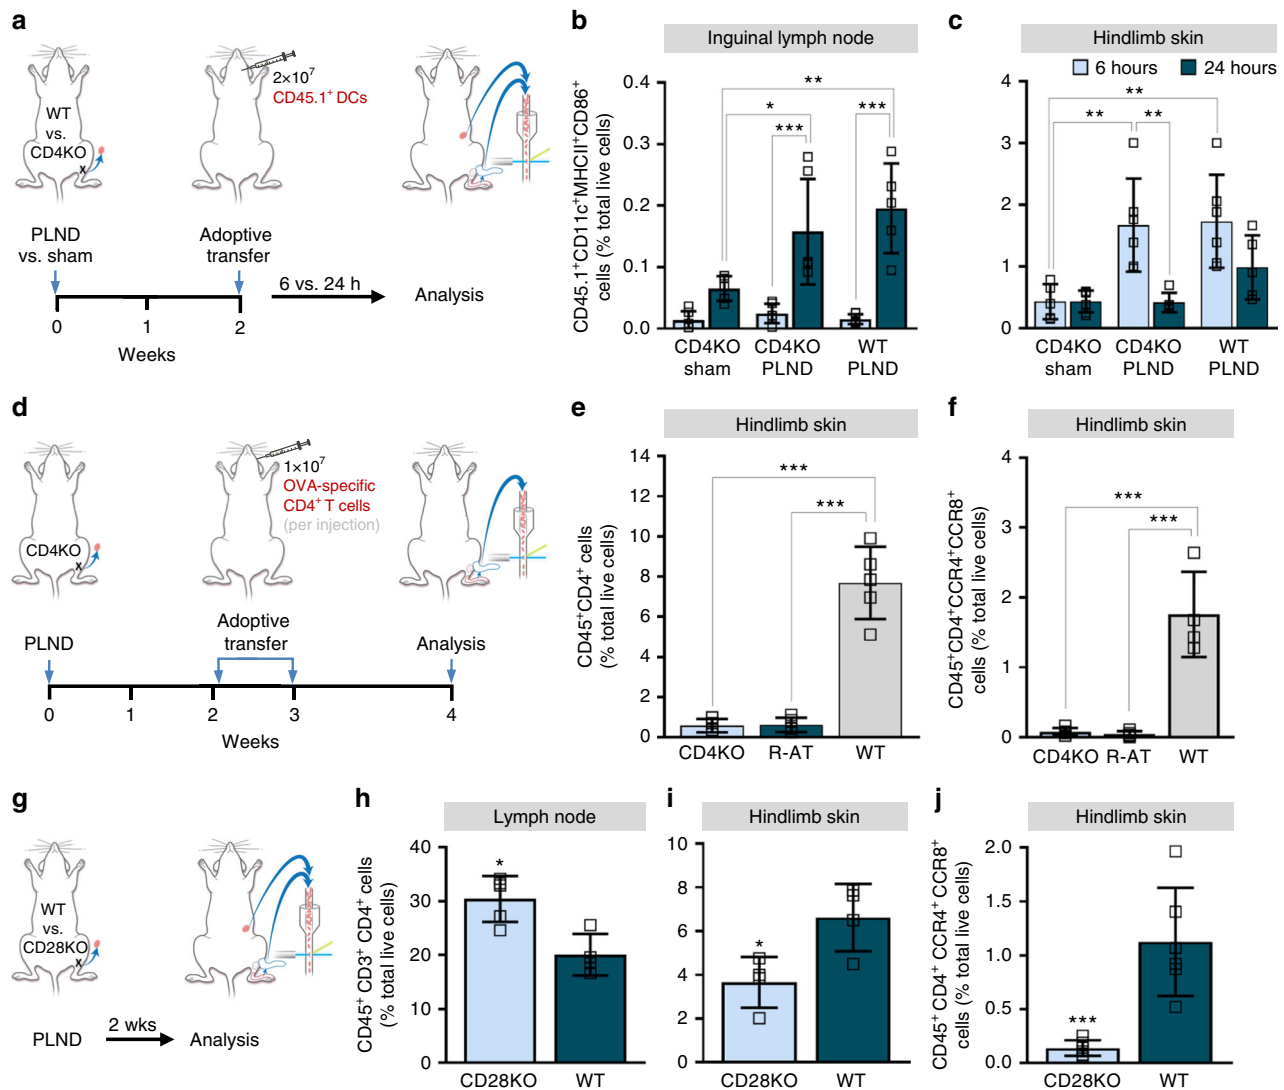 a
WT
vs.
CD4KO
x
2×10⁷
CD45.1⁺ DCs
PLND
vs. sham
Adoptive
transfer
6 vs. 24 h
Analysis
0
1
2
Weeks
b
Inguinal lymph node
CD45.1⁺CD11c⁺MHCII⁺CD86⁺
cells (% total live cells)
0.4
0.3
0.2
0.1
0.0
**
*
***
***
CD4KO
sham
CD4KO
PLND
WT
PLND
c
Hindlimb skin
6 hours
24 hours
4
3
2
1
0
**
**
**
CD4KO
sham
CD4KO
PLND
WT
PLND
d
CD4KO
x
1×10⁷
OVA-specific
CD4⁺ T cells
(per injection)
PLND
Adoptive
transfer
Analysis
0
1
2
3
4
Weeks
e
Hindlimb skin
CD45⁺CD4⁺ cells
(% total live cells)
14
12
10
8
6
4
2
0
***
***
CD4KO
R-AT
WT
f
Hindlimb skin
CD45⁺CD4⁺CCR4⁺CCR8⁺
cells (% total live cells)
4
3
2
1
0
***
***
CD4KO
R-AT
WT
g
WT
vs.
CD28KO
x
PLND
2 wks
Analysis
h
Lymph node
CD45⁺ CD3⁺ CD4⁺ cells
(% total live cells)
40
30
20
10
0
*
CD28KO
WT
i
Hindlimb skin
10
8
6
4
2
0
*
CD28KO
WT
j
Hindlimb skin
CD45⁺ CD4⁺ CCR4⁺ CCR8⁺
cells (% total live cells)
2.0
1.5
1.0
0.5
0.0
***
CD28KO
WT